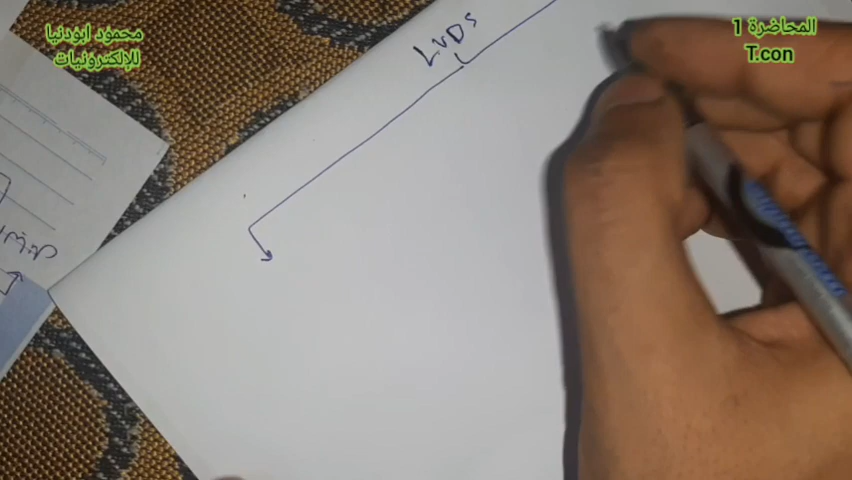 محمود ابودنيا
للإلكترونيات
المحاضرة 1
T.con
LVDS